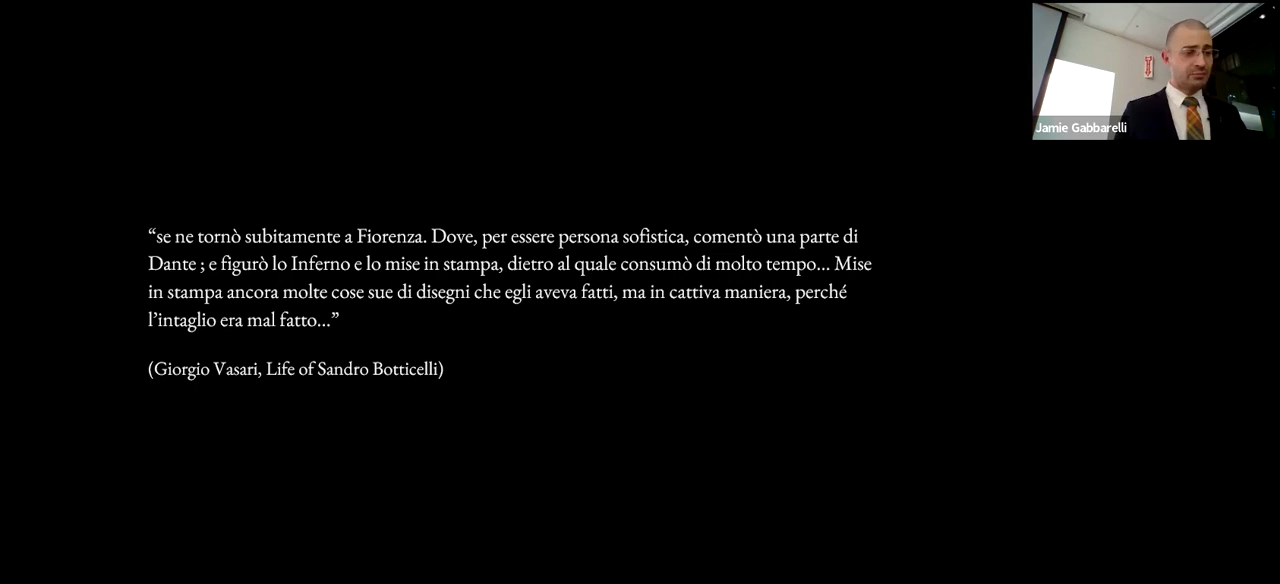 Jamie Gabbarelli
“se ne tornò subitamente a Fiorenza. Dove, per essere persona sofistica, comentò una parte di
Dante ; e figurò lo Inferno e lo mise in stampa, dietro al quale consumò di molto tempo... Mise
in stampa ancora molte cose sue di disegni che egli aveva fatti, ma in cattiva maniera, perché
l’intaglio era mal fatto...”
(Giorgio Vasari, Life of Sandro Botticelli)